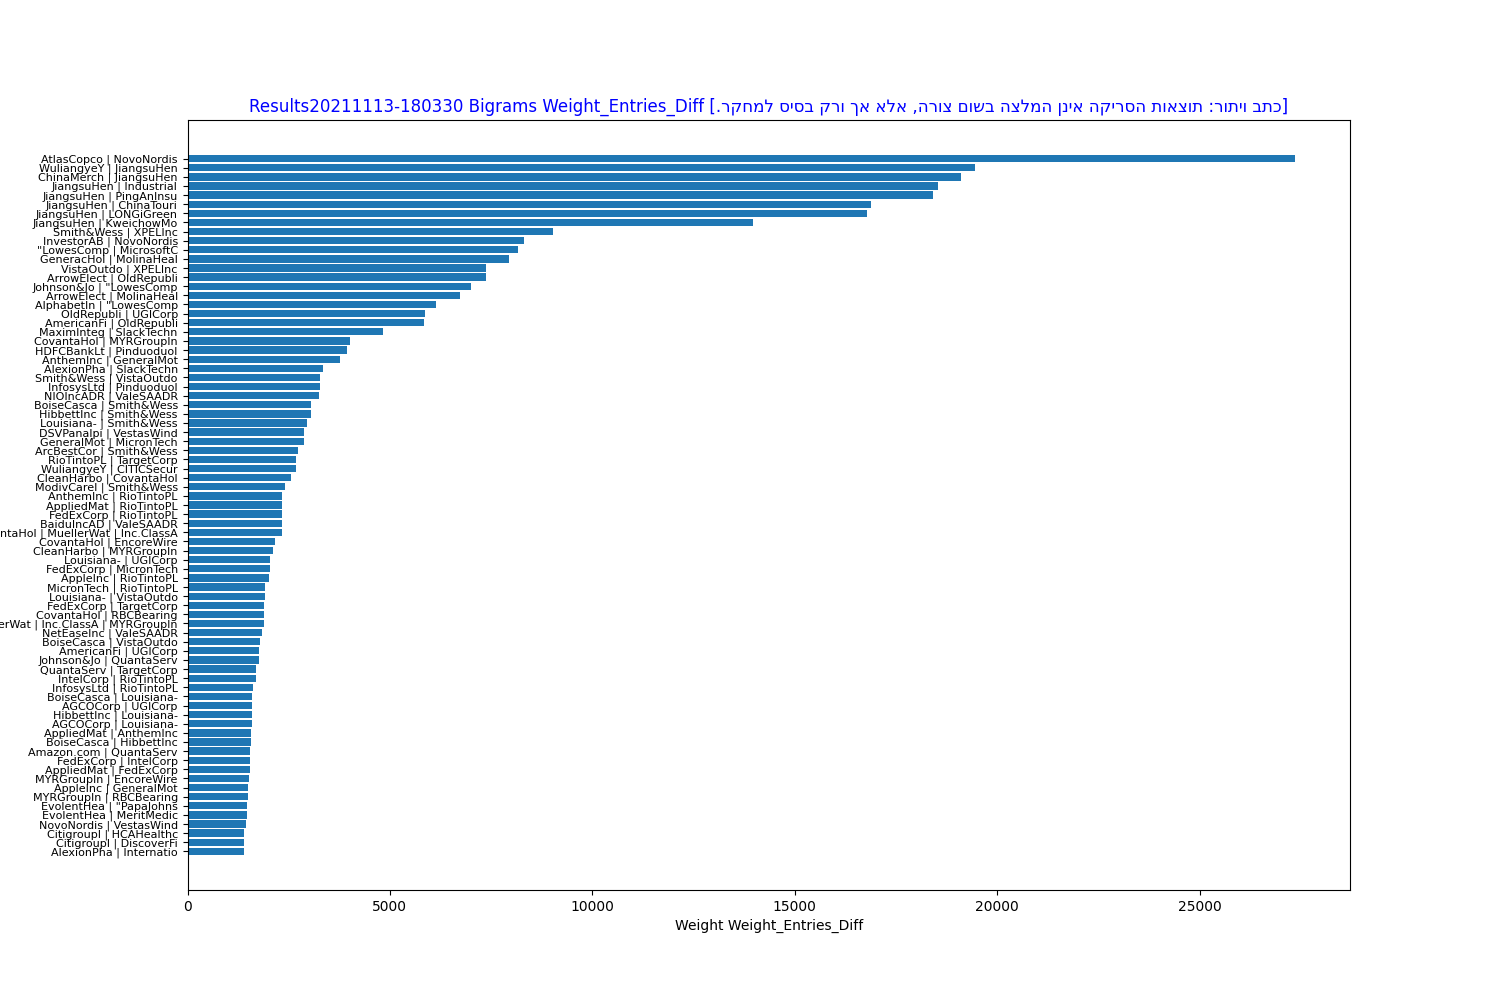 Results20211113-180330 Bigrams Weight_Entries_Diff [.כתב ויתור: תוצאות הסריקה אינן המלצה בשום צורה, אלא אך ורק בסיס למחקר]
AtlasCopco | NovoNordis
WuliangyeY | JiangsuHen
ChinaMerch | JiangsuHen
JiangsuHen | Industrial
JiangsuHen | PingAnInsu
JiangsuHen | ChinaTouri
JiangsuHen | LONGiGreen
JiangsuHen | KweichowMo
Smith&Wess | XPELInc
InvestorAB | NovoNordis
"LowesComp | MicrosoftC
GeneracHol | MolinaHeal
VistaOutdo | XPELInc
ArrowElect | OldRepubli
Johnson&Jo | "LowesComp
ArrowElect | MolinaHeal
AlphabetIn | "LowesComp
OldRepubli | UGICorp
AmericanFi | OldRepubli
MaximInteg | SlackTechn
CovantaHol | MYRGroupIn
HDFCBankLt | PinduoduoI
AnthemInc | GeneralMot
AlexionPha | SlackTechn
Smith&Wess | VistaOutdo
InfosysLtd | PinduoduoI
NIOIncADR | ValeSAADR
BoiseCasca | Smith&Wess
HibbettInc | Smith&Wess
Louisiana- | Smith&Wess
DSVPanalpi | VestasWind
GeneralMot | MicronTech
ArcBestCor | Smith&Wess
RioTintoPL | TargetCorp
WuliangyeY | CITICSecur
CleanHarbo | CovantaHol
ModivCareI | Smith&Wess
AnthemInc | RioTintoPL
AppliedMat | RioTintoPL
FedExCorp | RioTintoPL
BaiduIncAD | ValeSAADR
ntaHol | MuellerWat | Inc.ClassA
CovantaHol | EncoreWire
CleanHarbo | MYRGroupIn
Louisiana- | UGICorp
FedExCorp | MicronTech
AppleInc | RioTintoPL
MicronTech | RioTintoPL
Louisiana- | VistaOutdo
FedExCorp | TargetCorp
CovantaHol | RBCBearing
erWat | Inc.ClassA | MYRGroupIn
NetEaseInc | ValeSAADR
BoiseCasca | VistaOutdo
AmericanFi | UGICorp
Johnson&Jo | QuantaServ
QuantaServ | TargetCorp
IntelCorp | RioTintoPL
InfosysLtd | RioTintoPL
BoiseCasca | Louisiana-
AGCOCorp | UGICorp
HibbettInc | Louisiana-
AGCOCorp | Louisiana-
AppliedMat | AnthemInc
BoiseCasca | HibbettInc
Amazon.com | QuantaServ
FedExCorp | IntelCorp
AppliedMat | FedExCorp
MYRGroupIn | EncoreWire
AppleInc | GeneralMot
MYRGroupIn | RBCBearing
EvolentHea | "PapaJohns
EvolentHea | MeritMedic
NovoNordis | VestasWind
CitigroupI | HCAHealthc
CitigroupI | DiscoverFi
AlexionPha | Internatio
0 5000 10000 15000 20000 25000
Weight Weight_Entries_Diff